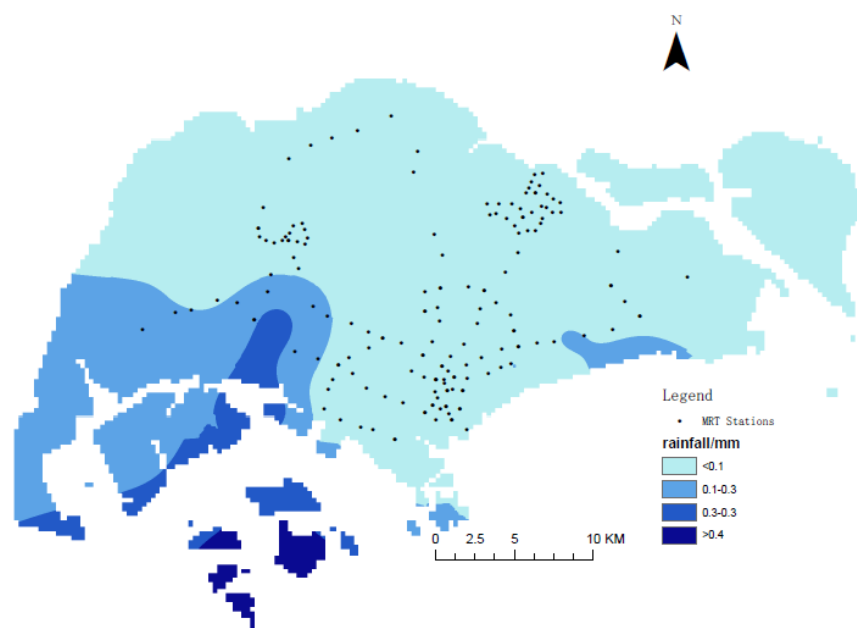 N
Legend
MRT Stations
rainfall/mm
<0.1
0.1-0.3
0.3-0.3
>0.4
0 2.5 5 10 KM